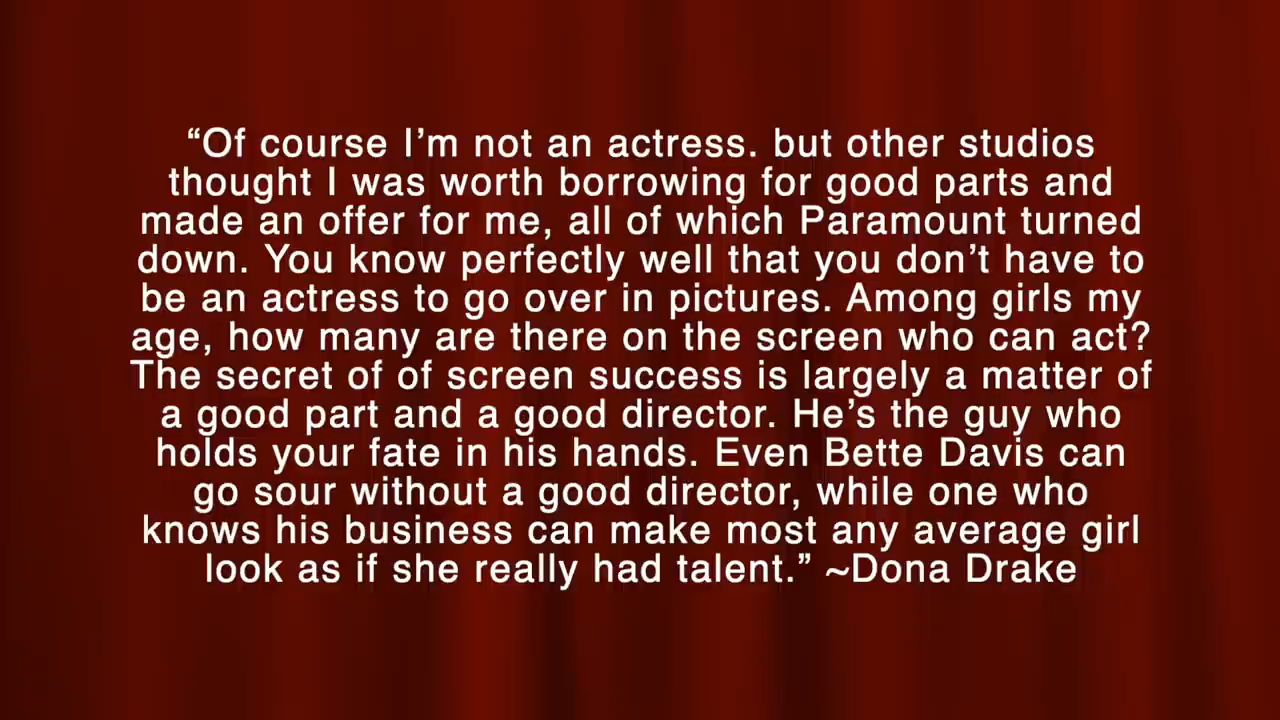 “Of course I’m not an actress. but other studios
thought I was worth borrowing for good parts and
made an offer for me, all of which Paramount turned
down. You know perfectly well that you don’t have to
be an actress to go over in pictures. Among girls my
age, how many are there on the screen who can act?
The secret of of screen success is largely a matter of
a good part and a good director. He’s the guy who
holds your fate in his hands. Even Bette Davis can
go sour without a good director, while one who
knows his business can make most any average girl
look as if she really had talent.” ~Dona Drake